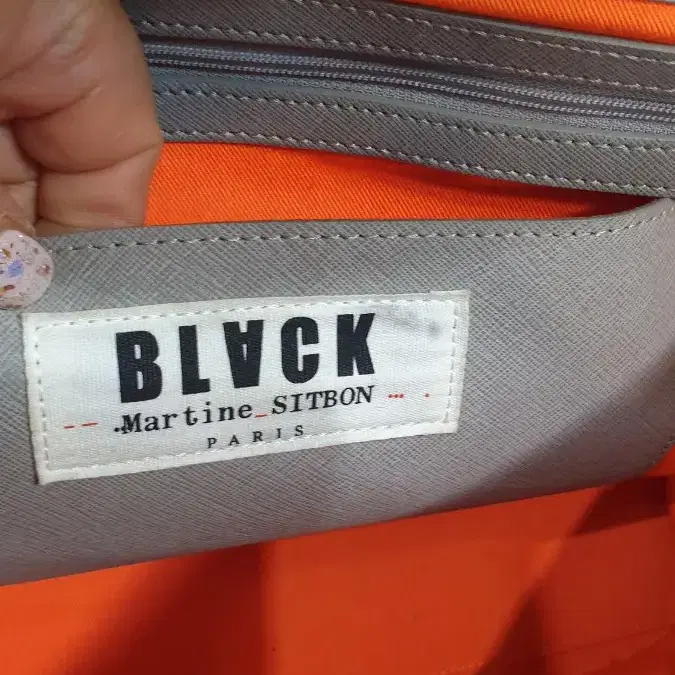 BLACK
-- .Martine_SITBON ... .
PARIS